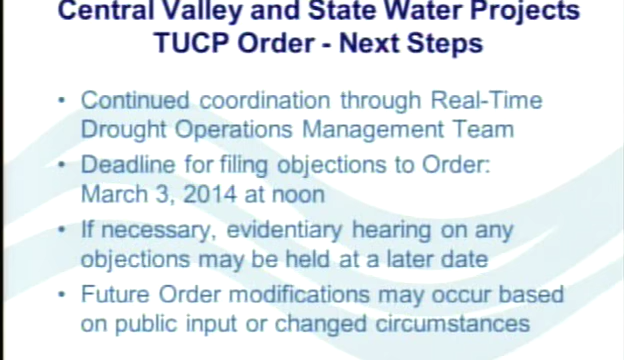 Central Valley and State Water Projects
TUCP Order - Next Steps
• Continued coordination through Real-Time
Drought Operations Management Team
• Deadline for filing objections to Order:
March 3, 2014 at noon
• If necessary, evidentiary hearing on any
objections may be held at a later date
• Future Order modifications may occur based
on public input or changed circumstances